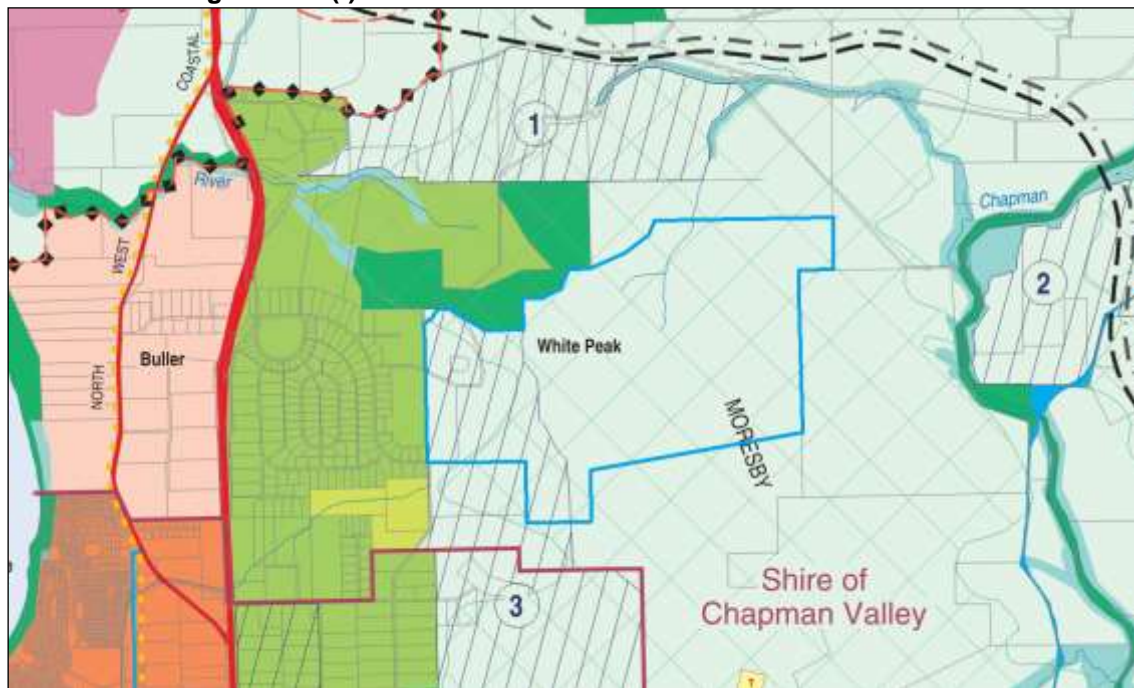 COASTAL
1
River
Chapman
WEST
2
White Peak
Buller
NORTH
MORESBY
Shire of
Chapman Valley
3